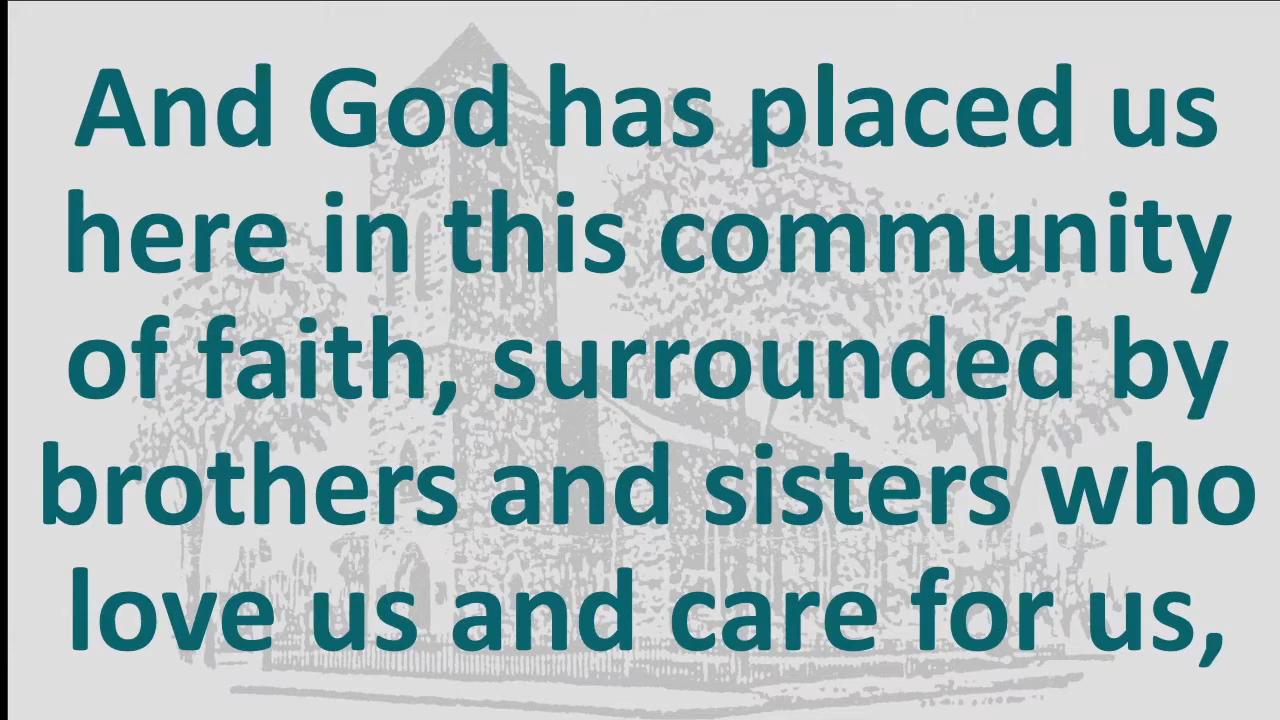 And God has placed us
here in this community
of faith, surrounded by
brothers and sisters who
love us and care for us,